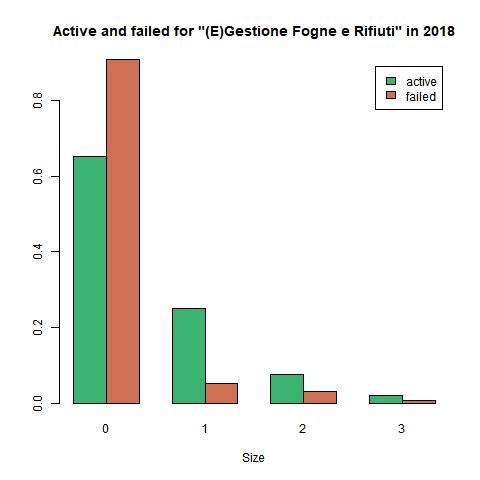 Active and failed for "(E)Gestione Fogne e Rifiuti" in 2018
active
failed
0.8
0.6
0.4
0.2
0.0
0 1 2 3
Size